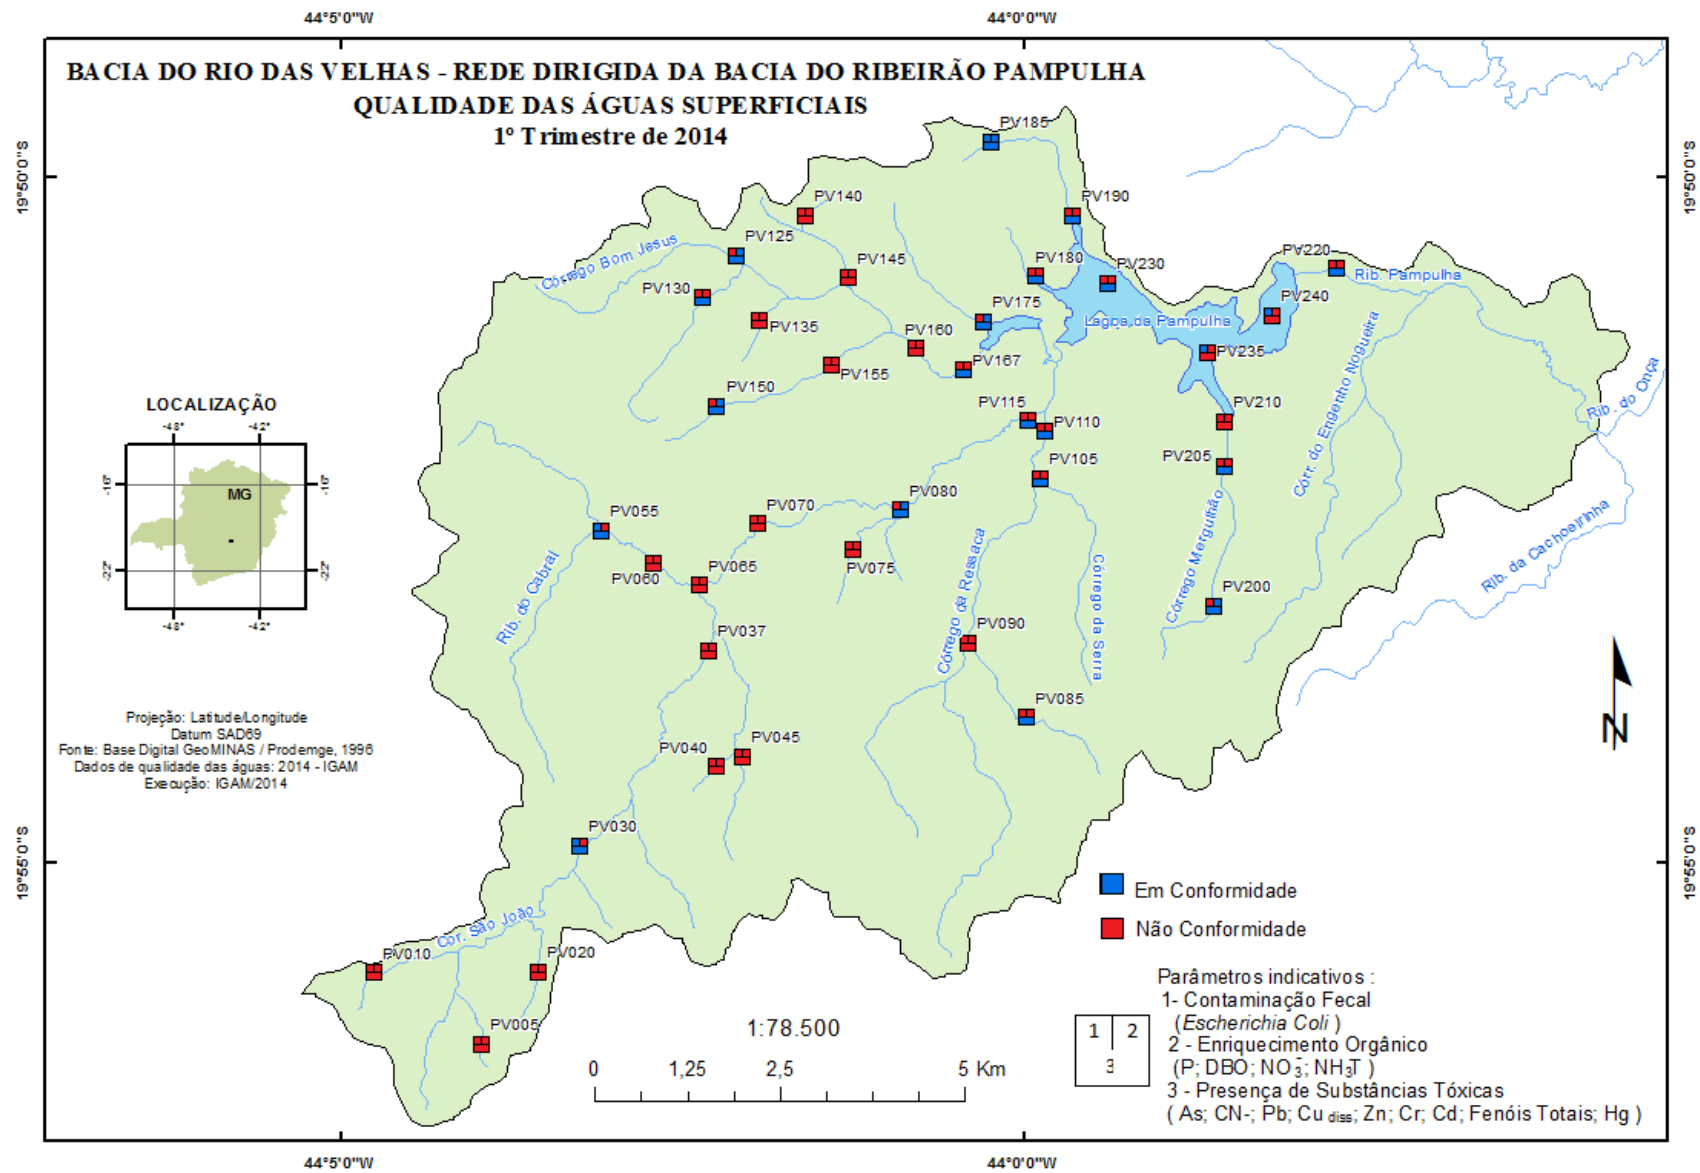 44°5'0"W
44°0'0"W
BACIA DO RIO DAS VELHAS - REDE DIRIGIDA DA BACIA DO RIBEIRÃO PAMPULHA
QUALIDADE DAS ÁGUAS SUPERFICIAIS
1º Trimestre de 2014
19°50'0"S
19°50'0"S
PV185
PV140
PV190
PV125
Córrego Bom Jesus
PV145
PV180
PV230
PV220
Rib. Pampulha
PV130
PV175
PV240
PV135
Lagoa da Pampulha
PV160
PV235
PV155
PV167
PV150
PV115
PV110
PV210
Córr. do Engenho Nogueira
Rib. do Onça
PV105
PV205
PV080
PV070
PV055
PV060
PV065
PV075
Rib. do Cabral
Córrego da Ressaca
Córrego da Serra
Córrego Mergulhão
Rib. da Cachoeirinha
PV200
PV037
PV090
PV085
PV040
PV045
PV030
Cor. São João
PV010
PV020
PV005
LOCALIZAÇÃO
-48°
-42°
-16°
-16°
MG
-22°
-22°
-48°
-42°
Projeção: Latitude/Longitude
Datum SAD69
Fonte: Base Digital GeoMINAS / Prodemge, 1996
Dados de qualidade das águas: 2014 - IGAM
Execução: IGAM/2014
N
19°55'0"S
19°55'0"S
Em Conformidade
Não Conformidade
Parâmetros indicativos :
1- Contaminação Fecal
(Escherichia Coli )
2 - Enriquecimento Orgânico
(P; DBO; NO₃⁻; NH₃T )
3 - Presença de Substâncias Tóxicas
( As; CN-; Pb; Cu diss; Zn; Cr; Cd; Fenóis Totais; Hg )
1 2
3
1:78.500
0 1,25 2,5 5 Km
44°5'0"W
44°0'0"W